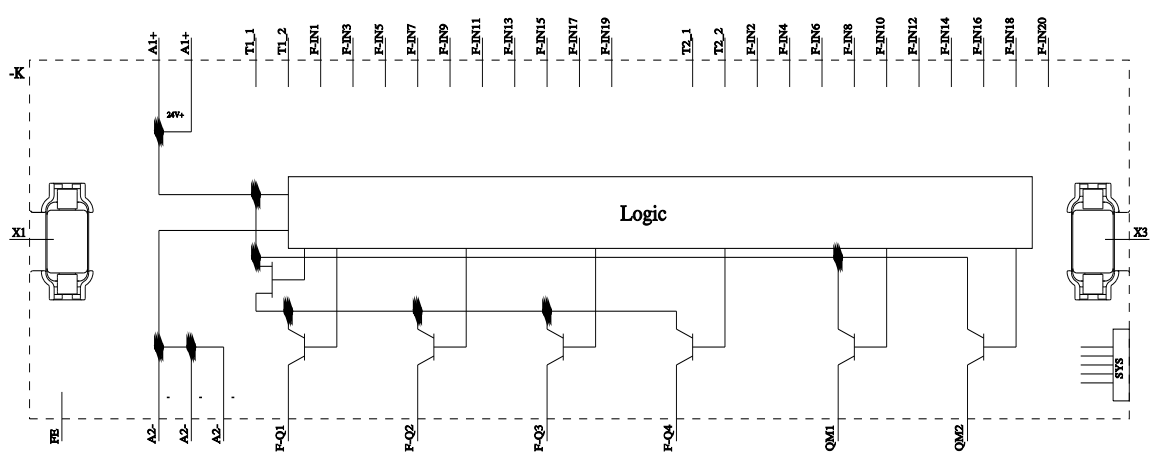 A1+
A1+
T1_1
T1_2
F-IN1
F-IN3
F-IN5
F-IN7
F-IN9
F-IN11
F-IN13
F-IN15
F-IN17
F-IN19
T2_1
T2_2
F-IN2
F-IN4
F-IN6
F-IN8
F-IN10
F-IN12
F-IN14
F-IN16
F-IN18
F-IN20
-K
24V+
Logic
X1
X3
SYS
FE
A2-
A2-
A2-
F-Q1
F-Q2
F-Q3
F-Q4
QM1
QM2